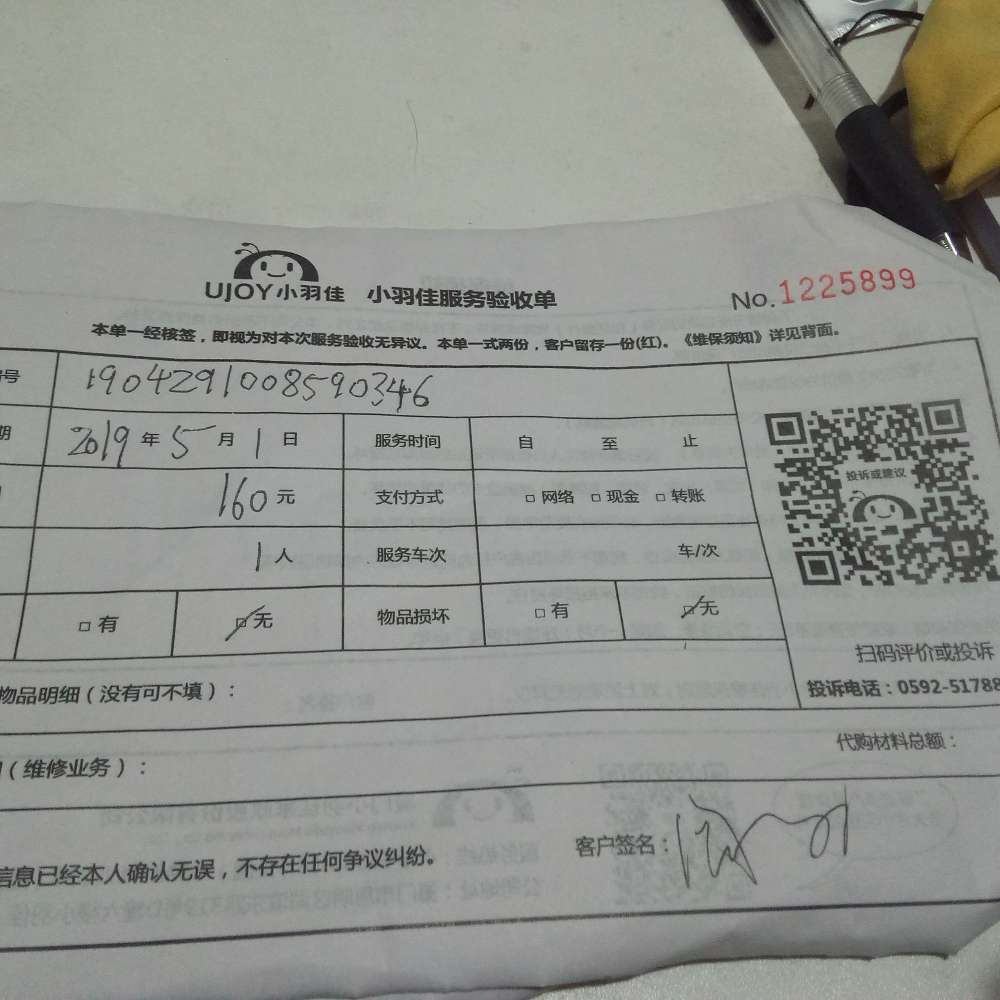 UJOY小羽佳 小羽佳服务验收单 No.1225899
本单一经核签，即视为对本次服务验收无异议。本单一式两份，客户留存一份(红)。《维保须知》详见背面。
号 1904291008590346
期 2019年5月1日 服务时间 自 至 止
160元 支付方式 □网络 □现金 □转账
投诉或建议
1人 服务车次 车/次
□有 □无 物品损坏 □有 □无
扫码评价或投诉
物品明细（没有可不填）：
投诉电话：0592-51788
代购材料总额：
（维修业务）：
信息已经本人确认无误，不存在任何争议纠纷。
客户签名：